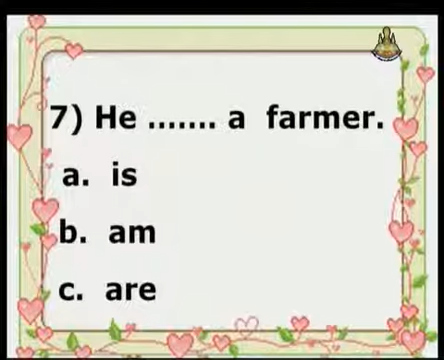 7) He ....... a farmer.
a. is
b. am
c. are